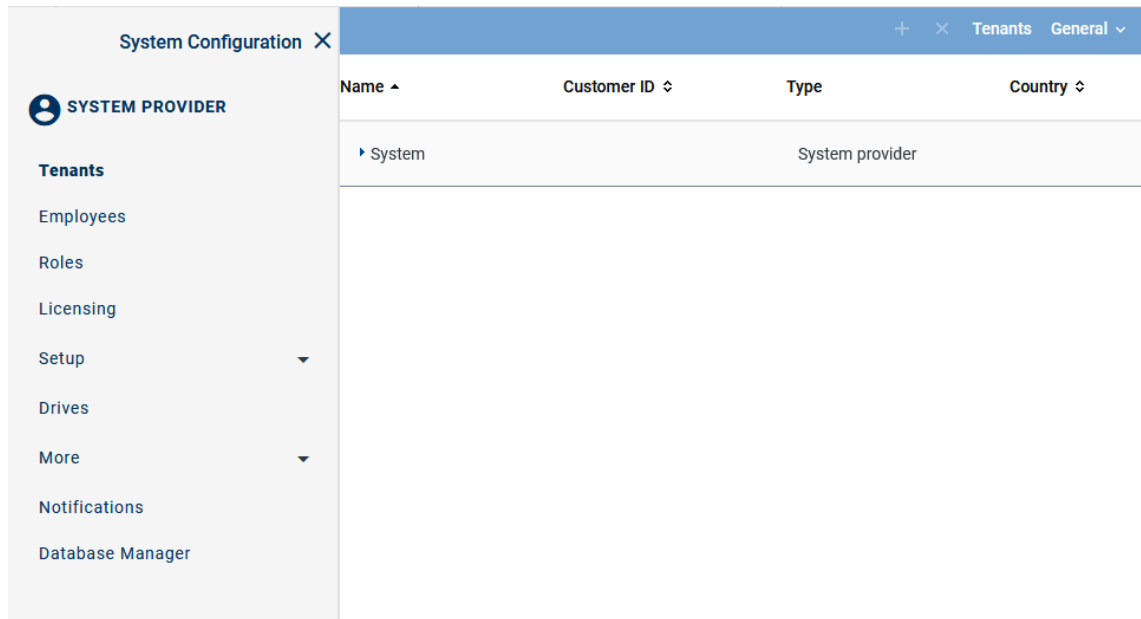 System Configuration
SYSTEM PROVIDER
Tenants
Employees
Roles
Licensing
Setup
Drives
More
Notifications
Database Manager
Tenants General
Name Customer ID Type Country
System System provider